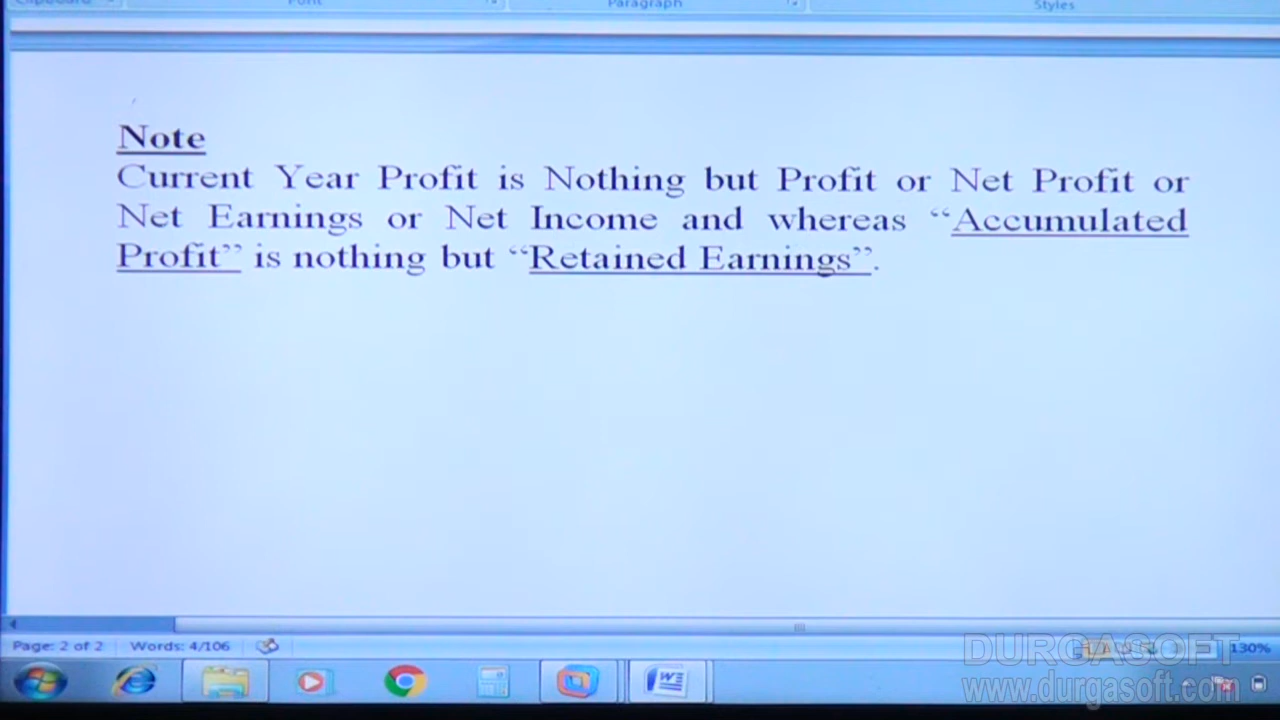 Clipboard
Font
Paragraph
Styles
Note
Current Year Profit is Nothing but Profit or Net Profit or
Net Earnings or Net Income and whereas “Accumulated
Profit” is nothing but “Retained Earnings”.
Page: 2 of 2
Words: 4/106
130%
DURGASOFT
www.durgasoft.com